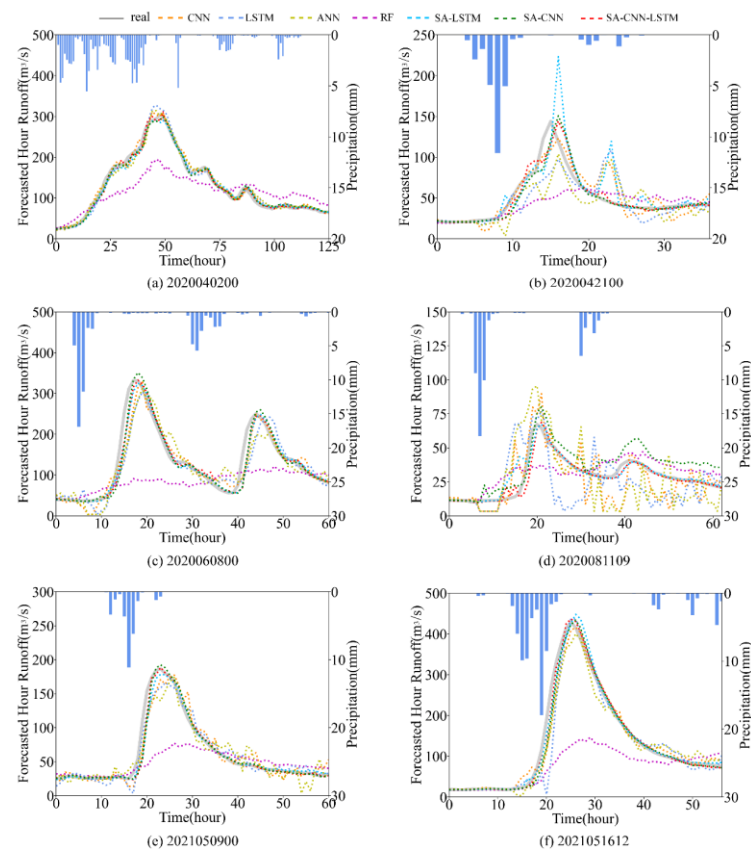 real CNN LSTM ANN RF SA-LSTM SA-CNN SA-CNN-LSTM
Forecasted Hour Runoff(m³/s)
500
400
300
200
100
0
0 25 50 75 100 125
0
5
10
15
20
Precipitation(mm)
Time(hour)
(a) 2020040200
Forecasted Hour Runoff(m³/s)
250
200
150
100
50
0
0 10 20 30
0
5
10
15
20
Precipitation(mm)
Time(hour)
(b) 2020042100
Forecasted Hour Runoff(m³/s)
500
400
300
200
100
0
0 10 20 30 40 50 60
0
5
10
15
20
25
30
Precipitation(mm)
Time(hour)
(c) 2020060800
Forecasted Hour Runoff(m³/s)
150
125
100
75
50
25
0
0 20 40 60
0
5
10
15
20
25
30
Precipitation(mm)
Time(hour)
(d) 2020081109
Forecasted Hour Runoff(m³/s)
300
250
200
150
100
50
0
0 10 20 30 40 50 60
0
10
20
30
Precipitation(mm)
Time(hour)
(e) 2021050900
Forecasted Hour Runoff(m³/s)
500
400
300
200
100
0
0 10 20 30 40 50
0
5
10
15
20
25
30
Precipitation(mm)
Time(hour)
(f) 2021051612